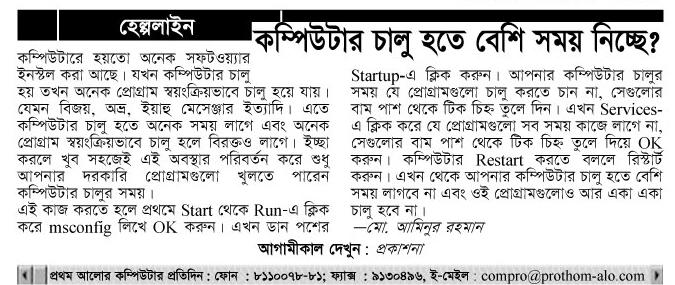 হেল্পলাইন
কম্পিউটার চালু হতে বেশি সময় নিচ্ছে?
কম্পিউটারে হয়তো অনেক সফটওয়্যার
ইনস্টল করা আছে। যখন কম্পিউটার চালু
হয় তখন অনেক প্রোগ্রাম স্বয়ংক্রিয়ভাবে চালু হয়ে যায়।
যেমন বিজয়, অভ্র, ইয়াহু মেসেঞ্জার ইত্যাদি। এতে
কম্পিউটার চালু হতে অনেক সময় লাগে এবং অনেক
প্রোগ্রাম স্বয়ংক্রিয়ভাবে চালু হলে বিরক্তও লাগে। ইচ্ছা
করলে খুব সহজেই এই অবস্থার পরিবর্তন করে শুধু
আপনার দরকারি প্রোগ্রামগুলো খুলতে পারেন
কম্পিউটার চালুর সময়।
এই কাজ করতে হলে প্রথমে Start থেকে Run-এ ক্লিক
করে msconfig লিখে OK করুন। এখন ডান পাশের
Startup-এ ক্লিক করুন। আপনার কম্পিউটার চালুর
সময় যে প্রোগ্রামগুলো চালু করতে চান না, সেগুলোর
বাম পাশ থেকে টিক চিহ্ন তুলে দিন। এখন Services-
এ ক্লিক করে যে প্রোগ্রামগুলো সব সময় কাজে লাগে না,
সেগুলোর বাম পাশ থেকে টিক চিহ্ন তুলে দিয়ে OK
করুন। কম্পিউটার Restart করতে বললে রিস্টার্ট
করুন। এখন থেকে আপনার কম্পিউটার চালু হতে বেশি
সময় লাগবে না এবং ওই প্রোগ্রামগুলোও আর একা একা
চালু হবে না।
—মো. আমিনুর রহমান
আগামীকাল দেখুন : প্রকাশনা
প্রথম আলোর কম্পিউটার প্রতিদিন : ফোন : ৮১১০০৭৮-৮১; ফ্যাক্স : ৯১৩০৪৯৬, ই-মেইল : compro@prothom-alo.com